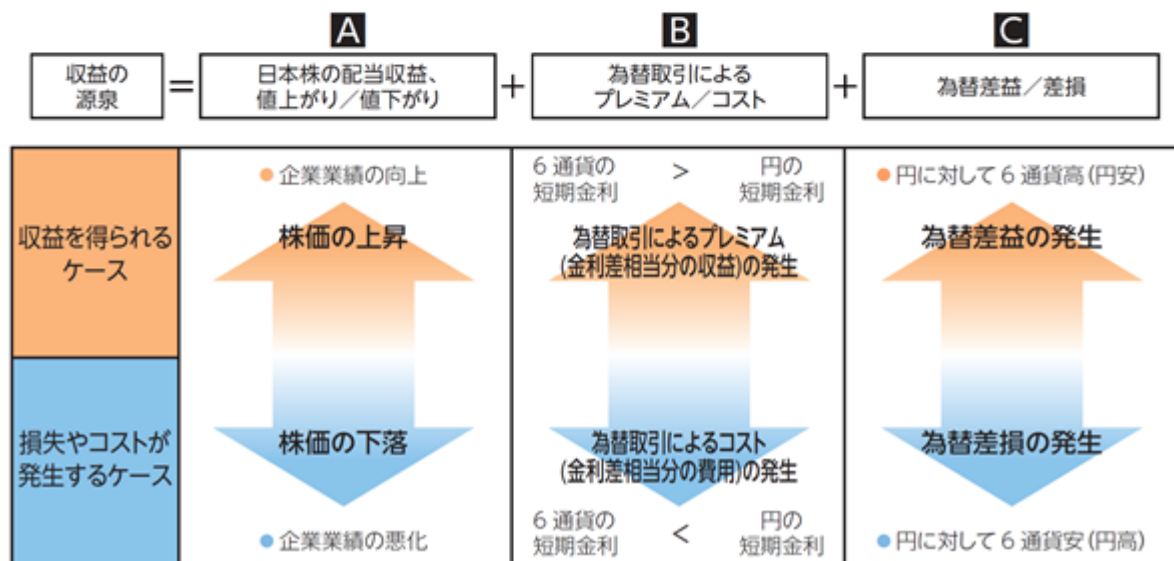 A
B
C
収益の
源泉
=
日本株の配当収益、
値上がり／値下がり
+
為替取引による
プレミアム／コスト
+
為替差益／差損
収益を得られる
ケース
●企業業績の向上
株価の上昇
6通貨の
短期金利
>
円の
短期金利
為替取引によるプレミアム
(金利差相当分の収益)の発生
●円に対して6通貨高(円安)
為替差益の発生
損失やコストが
発生するケース
株価の下落
●企業業績の悪化
為替取引によるコスト
(金利差相当分の費用)の発生
6通貨の
短期金利
<
円の
短期金利
為替差損の発生
●円に対して6通貨安(円高)